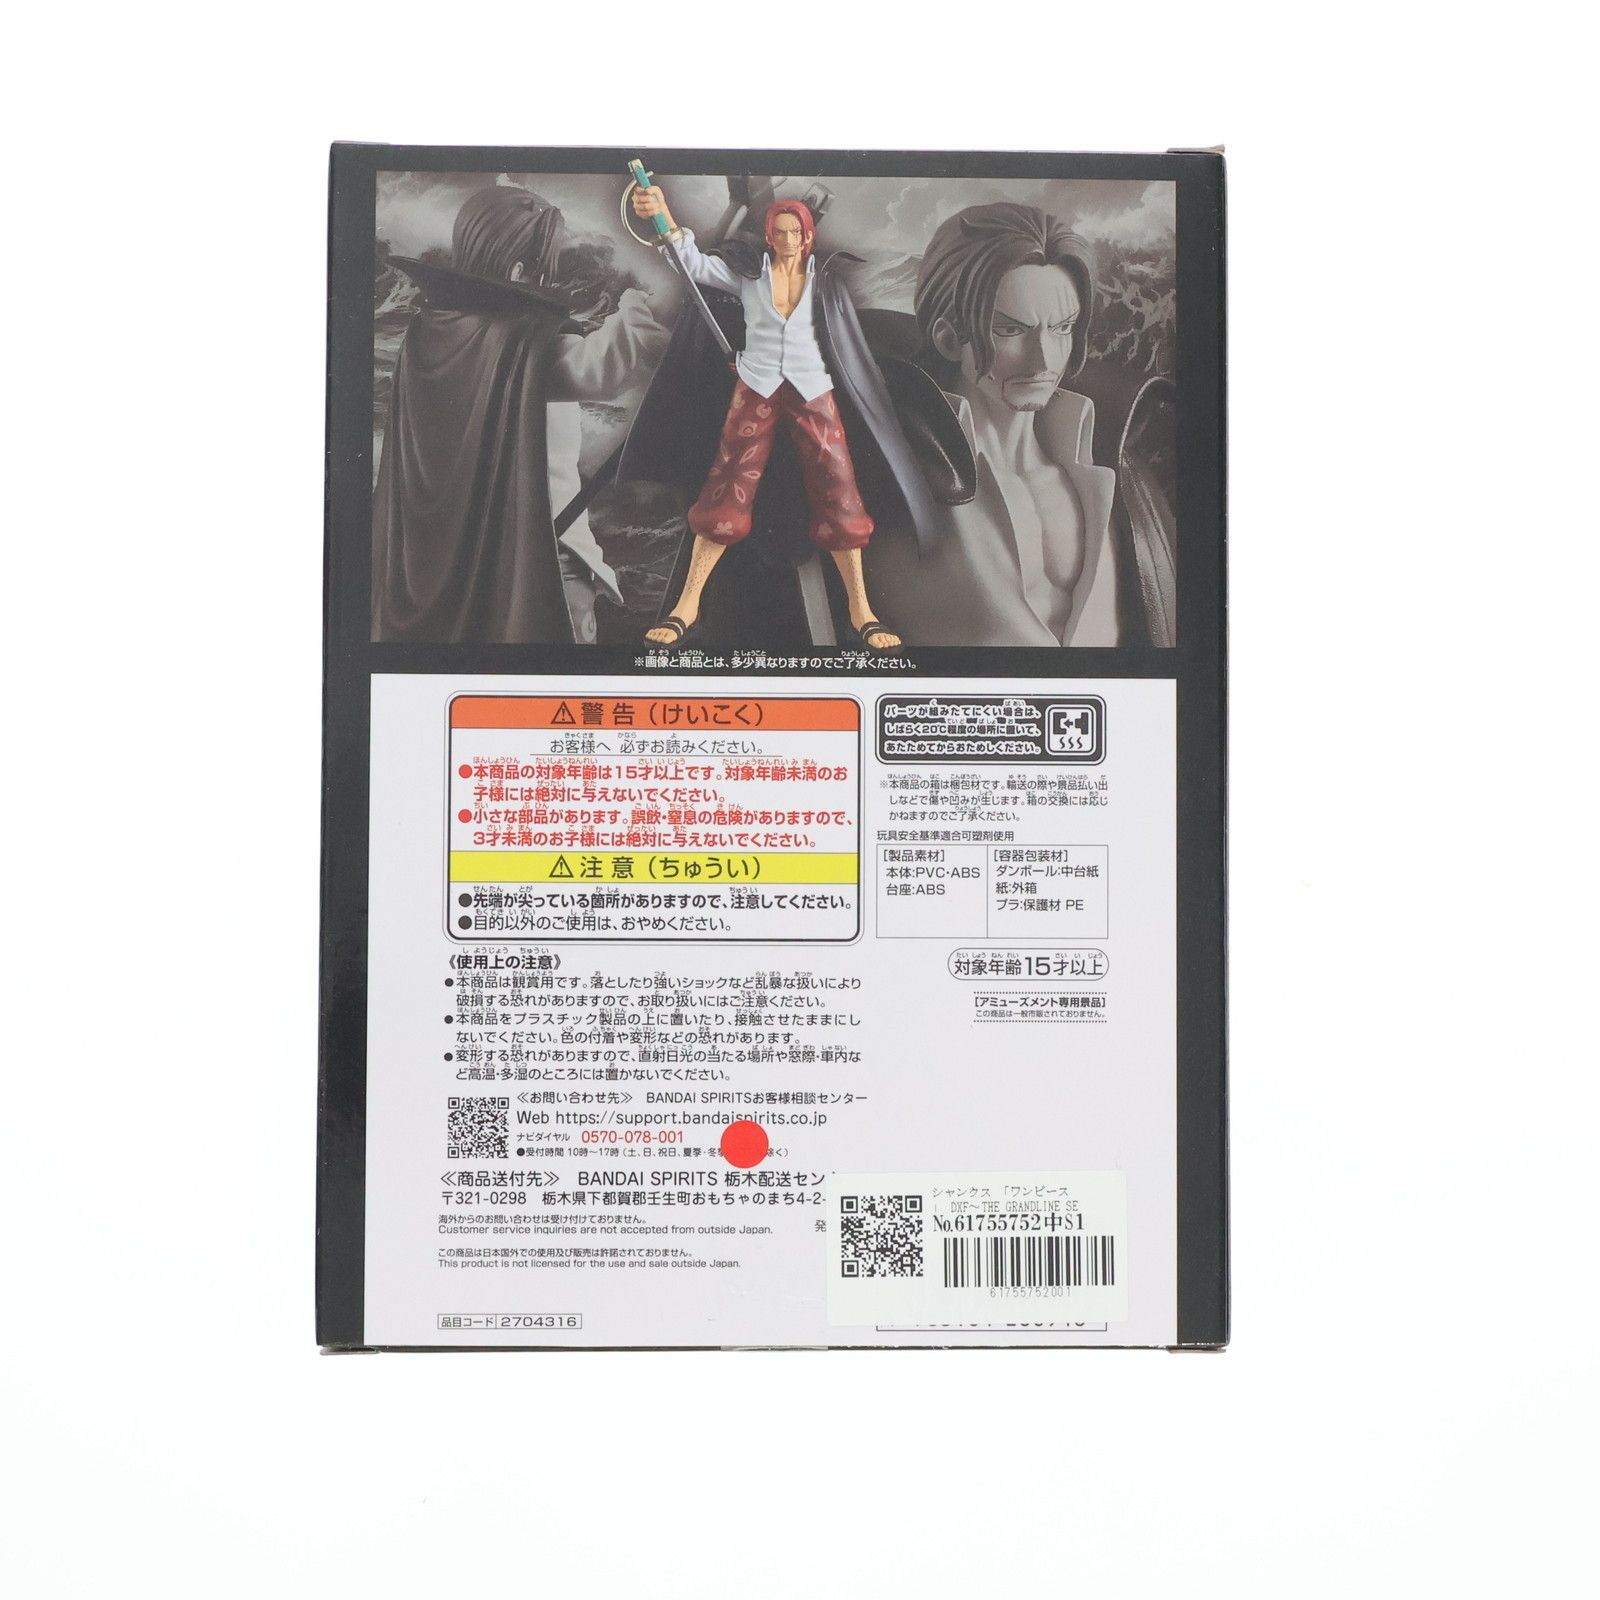 ※画像と商品とは、多少異なりますのでご了承ください。
⚠警告（けいこく）
お客様へ 必ずお読みください。
●本商品の対象年齢は15才以上です。対象年齢未満のお
子様には絶対に与えないでください。
●小さな部品があります。誤飲・窒息の危険がありますので、
3才未満のお子様には絶対に与えないでください。
⚠注意（ちゅうい）
●先端が尖っている箇所がありますので、注意してください。
●目的以外のご使用は、おやめください。
《使用上の注意》
●本商品は観賞用です。落としたり強いショックなど乱暴な扱いにより
破損する恐れがありますので、お取り扱いにはご注意ください。
●本商品をプラスチック製品の上に置いたり、接触させたままにし
ないでください。色の付着や変形などの恐れがあります。
●変形する恐れがありますので、直射日光の当たる場所や窓際・車内な
ど高温・多湿のところには置かないでください。
≪お問い合わせ先≫ BANDAI SPIRITSお客様相談センター
Web https://support.bandaispirits.co.jp
ナビダイヤル 0570-078-001
●受付時間 10時〜17時（土、日、祝日、夏季・冬
除く）
≪商品送付先≫ BANDAI SPIRITS 栃木配送セン
〒321-0298 栃木県下都賀郡壬生町おもちゃのまち4-2-
海外からのお問い合わせは受け付けておりません。
Customer service inquiries are not accepted from outside Japan.
発
この商品は日本国外での使用及び販売は許諾されておりません。
This product is not licensed for the use and sale outside Japan.
品目コード 2704316
パーツが組みたてにくい場合は、
しばらく20℃程度の場所に置いて、
あたためてからおためしください。
※本商品の箱は梱包材です。輸送の際や景品払い出
しなどで傷や凹みが生じます。箱の交換には応じ
かねますのでご了承ください。
玩具安全基準適合可塑剤使用
[製品素材]
本体:PVC・ABS
台座:ABS
[容器包装材]
ダンボール:中台紙
紙:外箱
プラ:保護材 PE
対象年齢15才以上
[アミューズメント専用景品]
この商品は一般市販されておりません。
シャンクス 「ワンピース
」 DXF〜THE GRANDLINE SE
No.61755752中S1
61755752001